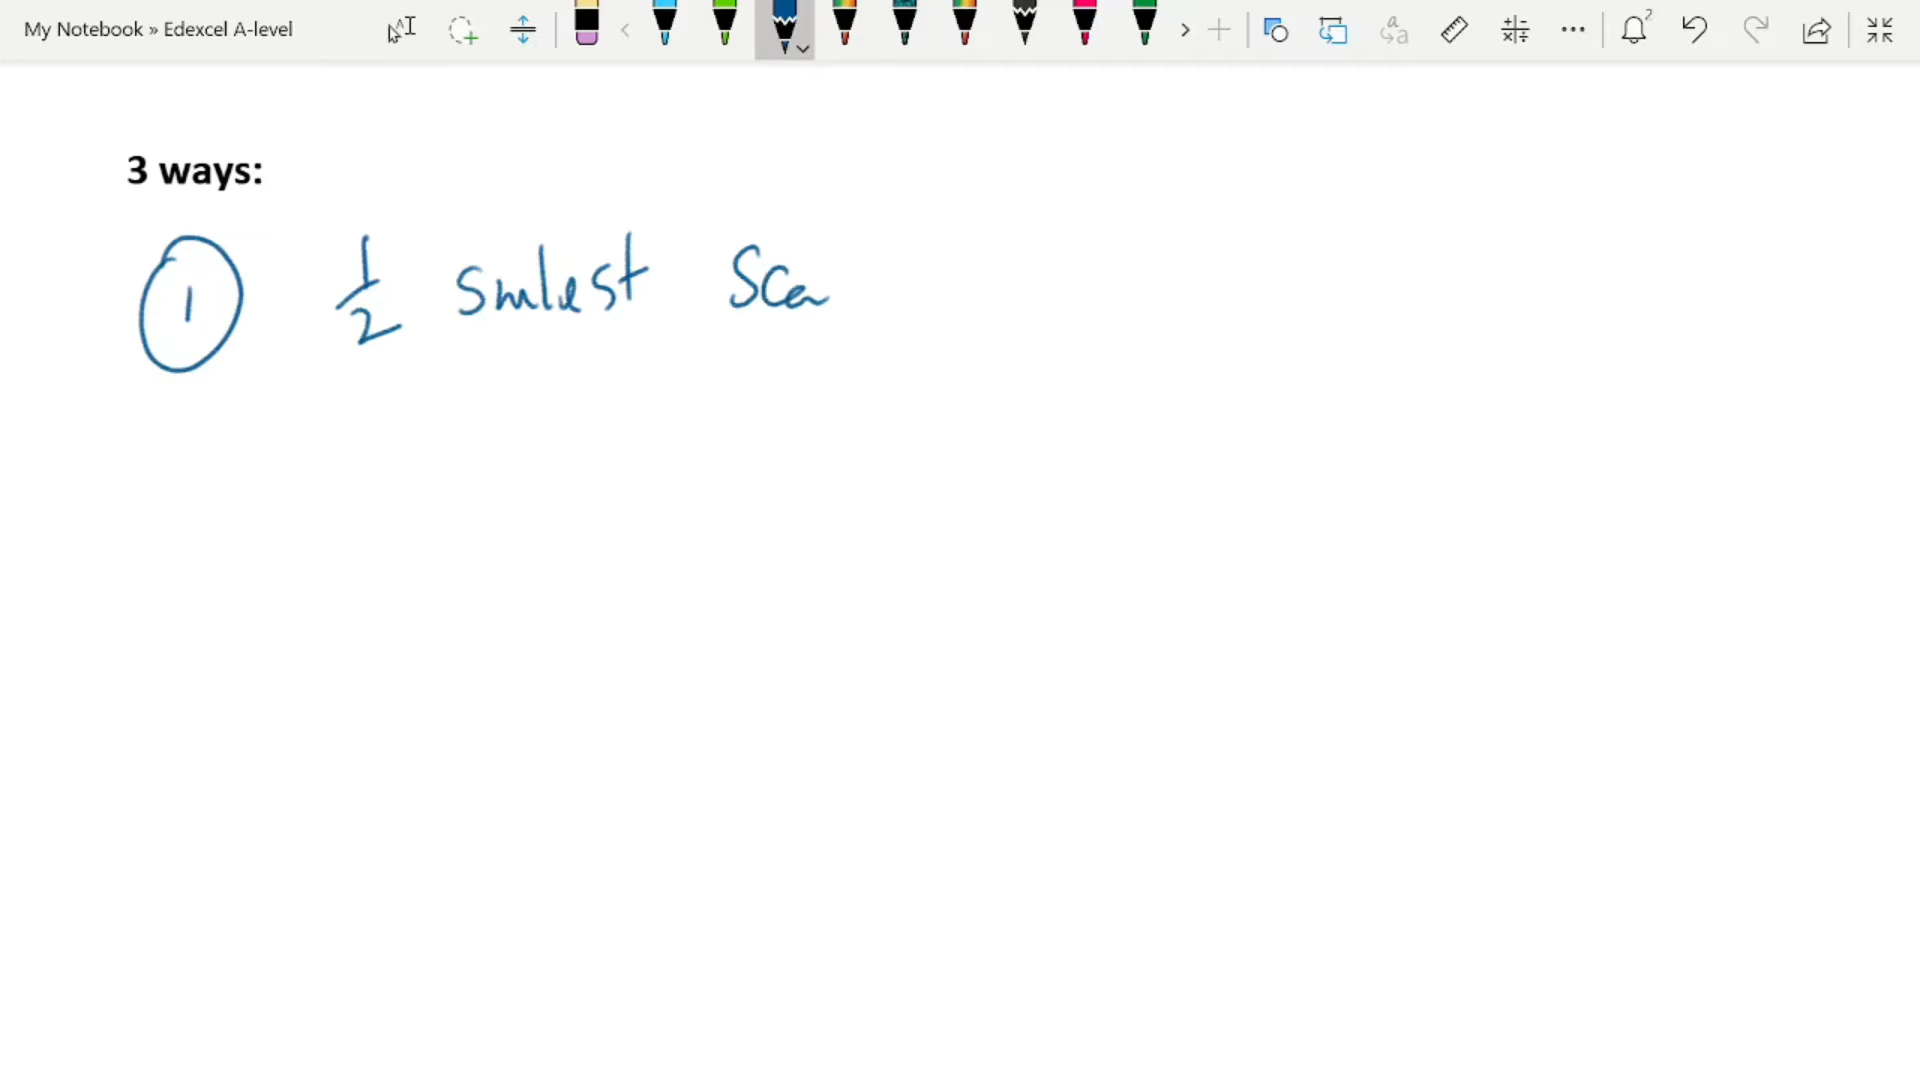 My Notebook » Edexcel A-level
3 ways:
① 1/2 smlest Sca